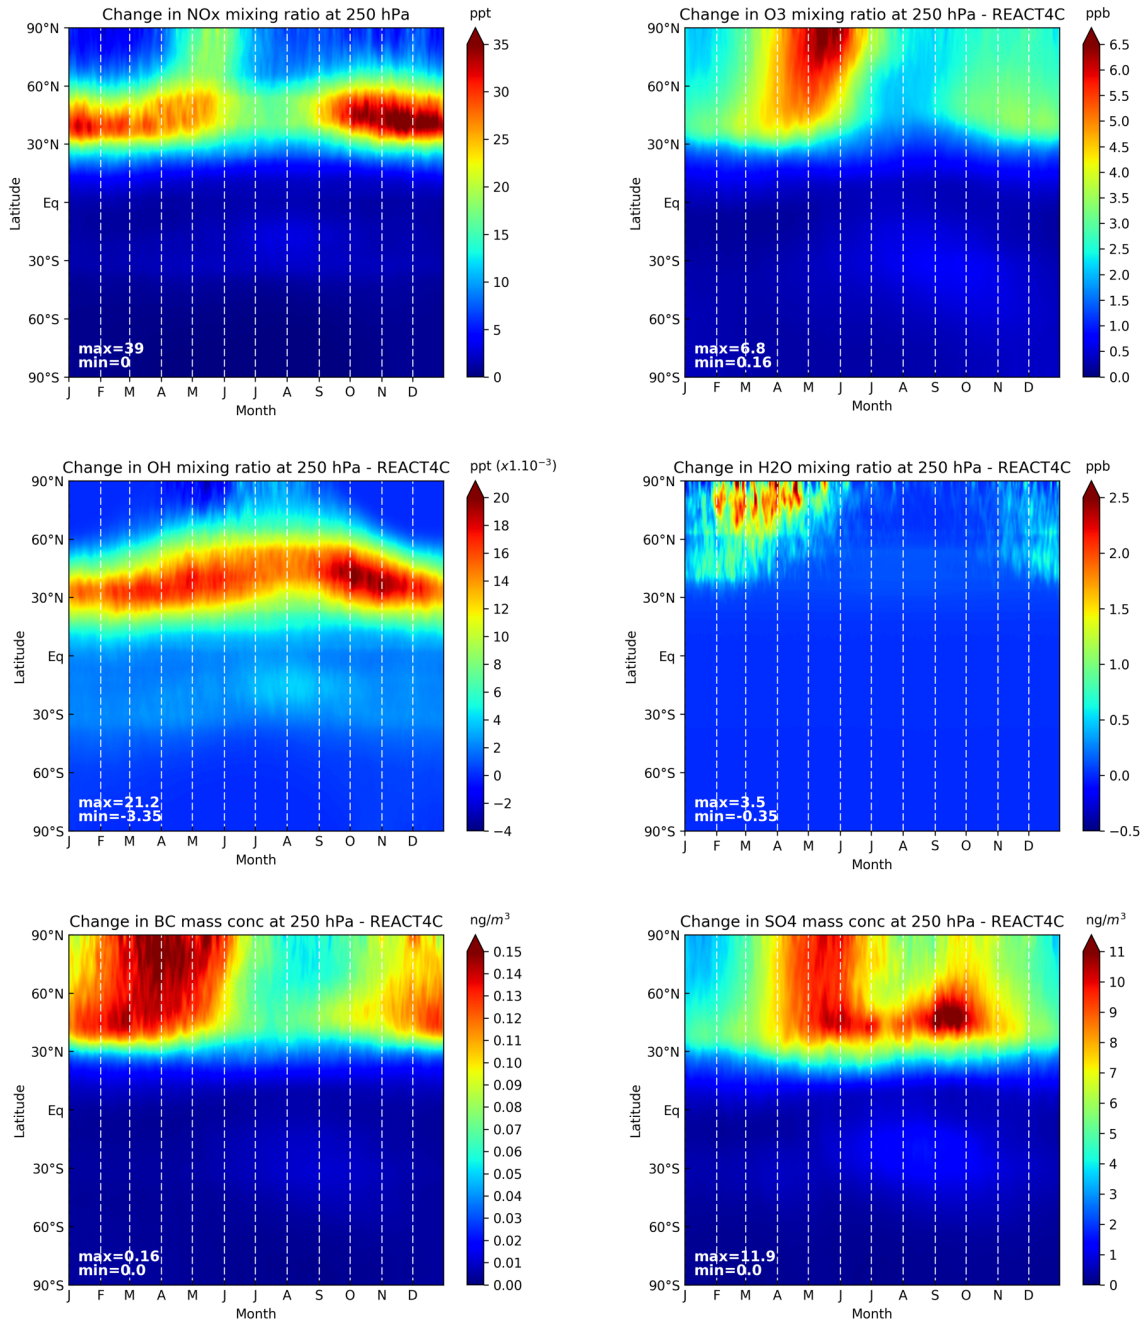 Change in NOx mixing ratio at 250 hPa
ppt
90°N
60°N
30°N
Eq
30°S
60°S
90°S
Latitude
max=39
min=0
J F M A M J J A S O N D
Month
35
30
25
20
15
10
5
0
Change in O3 mixing ratio at 250 hPa - REACT4C
ppb
90°N
60°N
30°N
Eq
30°S
60°S
90°S
Latitude
max=6.8
min=0.16
J F M A M J J A S O N D
Month
6.5
6.0
5.5
5.0
4.5
4.0
3.5
3.0
2.5
2.0
1.5
1.0
0.5
0.0
Change in OH mixing ratio at 250 hPa - REACT4C
ppt (x1.10⁻³)
90°N
60°N
30°N
Eq
30°S
60°S
90°S
Latitude
max=21.2
min=-3.35
J F M A M J J A S O N D
Month
20
18
16
14
12
10
8
6
4
2
0
−2
−4
Change in H2O mixing ratio at 250 hPa - REACT4C
ppb
90°N
60°N
30°N
Eq
30°S
60°S
90°S
Latitude
max=3.5
min=-0.35
J F M A M J J A S O N D
Month
2.5
2.0
1.5
1.0
0.5
0.0
−0.5
Change in BC mass conc at 250 hPa - REACT4C
ng/m³
90°N
60°N
30°N
Eq
30°S
60°S
90°S
Latitude
max=0.16
min=0.0
J F M A M J J A S O N D
Month
0.15
0.14
0.13
0.12
0.11
0.10
0.09
0.08
0.07
0.06
0.05
0.04
0.03
0.02
0.01
0.00
Change in SO4 mass conc at 250 hPa - REACT4C
ng/m³
90°N
60°N
30°N
Eq
30°S
60°S
90°S
Latitude
max=11.9
min=0.0
J F M A M J J A S O N D
Month
11
10
9
8
7
6
5
4
3
2
1
0